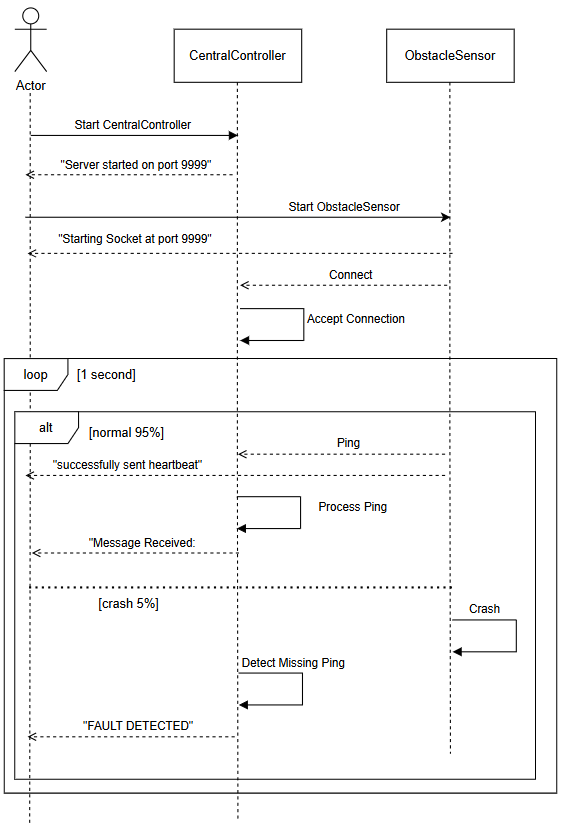 CentralController
ObstacleSensor
Actor
Start CentralController
"Server started on port 9999"
Start ObstacleSensor
"Starting Socket at port 9999"
Connect
Accept Connection
loop
[1 second]
alt
[normal 95%]
Ping
"successfully sent heartbeat"
Process Ping
"Message Received:
[crash 5%]
Crash
Detect Missing Ping
"FAULT DETECTED"